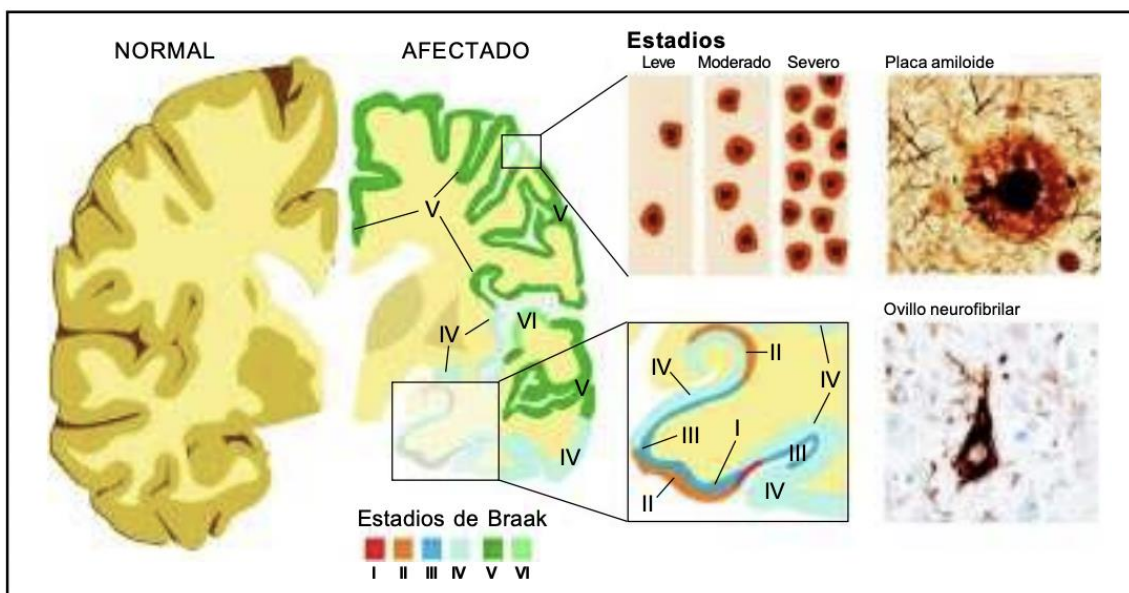 NORMAL
AFECTADO
Estadios
Leve Moderado Severo
Placa amiloide
V
V
IV
VI
V
IV
Ovillo neurofibrilar
II
IV
IV
III
I
III
II
IV
Estadios de Braak
I II III IV V VI